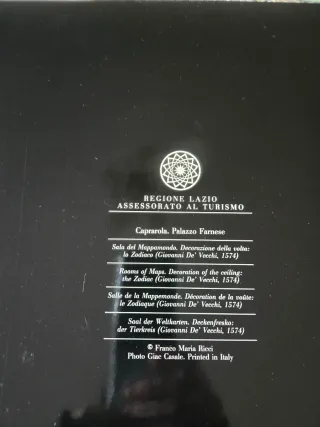 REGIONE LAZIO
ASSESSORATO AL TURISMO
Caprarola. Palazzo Farnese
Sala del Mappamondo. Decorazione della volta:
lo Zodiaco (Giovanni De' Vecchi, 1574)
Rooms of Maps. Decoration of the ceiling:
the Zodiac (Giovanni De' Vecchi, 1574)
Salle de la Mappemonde. Décoration de la voûte:
le Zodiaque (Giovanni De' Vecchi, 1574)
Saal der Weltkarten. Deckenfresko:
der Tierkreis (Giovanni De' Vecchi, 1574)
© Franco Maria Ricci
Photo Giac Casale. Printed in Italy